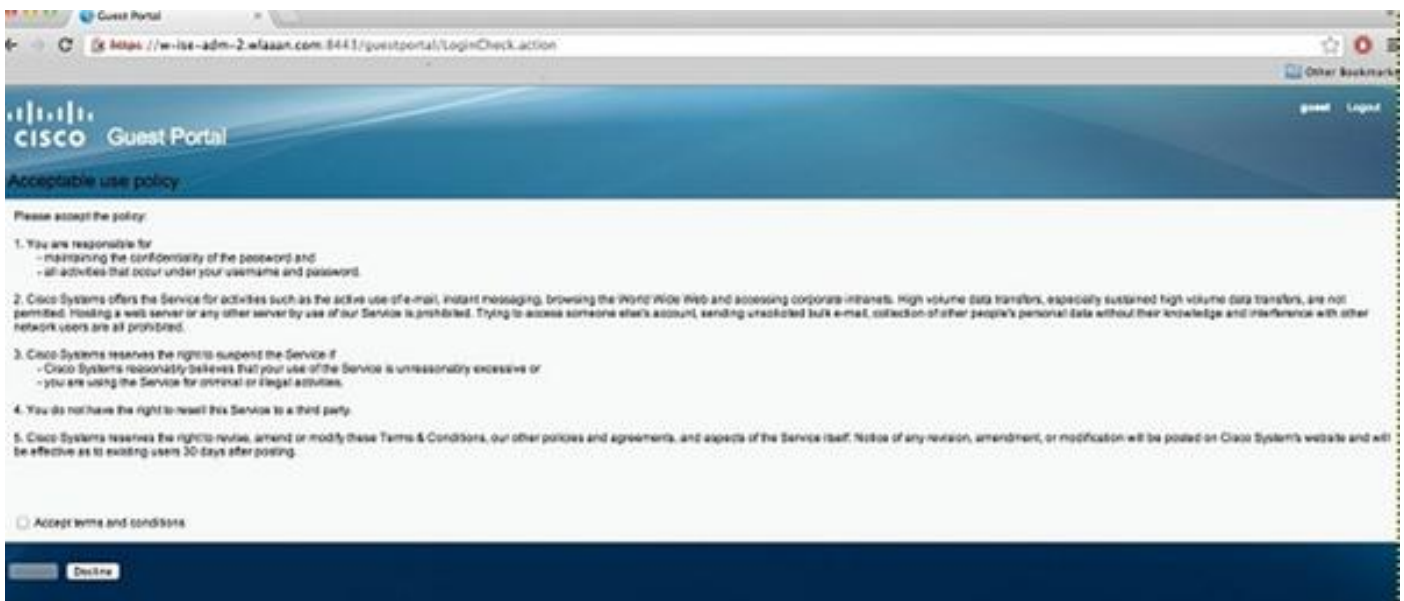 Guest Portal
https://w-ise-adm-2.wlaaan.com:8443/guestportal/LoginCheck.action
Other Bookmarks
guest Logout
CISCO Guest Portal
Acceptable use policy
Please accept the policy:
1. You are responsible for
- maintaining the confidentiality of the password and
- all activities that occur under your username and password.
2. Cisco Systems offers the Service for activities such as the active use of e-mail, instant messaging, browsing the World Wide Web and accessing corporate intranets. High volume data transfers, especially sustained high volume data transfers, are not
permitted. Hosting a web server or any other server by use of our Service is prohibited. Trying to access someone else's account, sending unsolicited bulk e-mail, collection of other people's personal data without their knowledge and interference with other
network users are all prohibited.
3. Cisco Systems reserves the right to suspend the Service if
- Cisco Systems reasonably believes that your use of the Service is unreasonably excessive or
- you are using the Service for criminal or illegal activities.
4. You do not have the right to resell this Service to a third party.
5. Cisco Systems reserves the right to revise, amend or modify these Terms & Conditions, our other policies and agreements, and aspects of the Service itself. Notice of any revision, amendment, or modification will be posted on Cisco System's website and will
be effective as to existing users 30 days after posting.
Accept terms and conditions
Decline